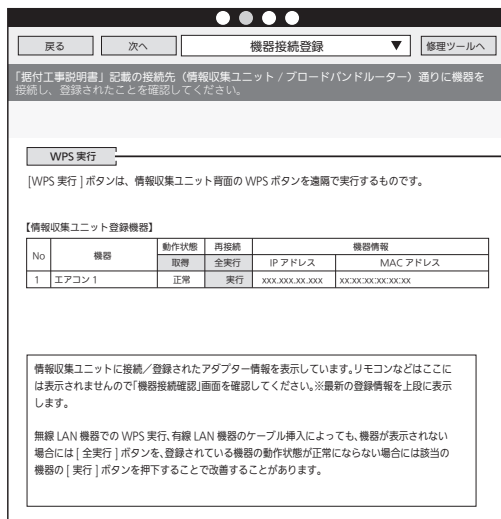 戻る 次へ 機器接続登録 ▼ 修理ツールへ
「据付工事説明書」記載の接続先（情報収集ユニット / ブロードバンドルーター）通りに機器を
接続し、登録されたことを確認してください。
WPS 実行
[WPS 実行 ] ボタンは、情報収集ユニット背面の WPS ボタンを遠隔で実行するものです。
【情報収集ユニット登録機器】
No 機器 動作状態 再接続 機器情報
取得 全実行 IP アドレス MAC アドレス
1 エアコン 1 正常 実行 xxx.xxx.xx.xxx xx:xx:xx:xx:xx:xx
情報収集ユニットに接続／登録されたアダプター情報を表示しています。リモコンなどはここに
は表示されませんので「機器接続確認」画面を確認してください。※最新の登録情報を上段に表示
します。
無線 LAN 機器での WPS 実行、有線 LAN 機器のケーブル挿入によっても、機器が表示されない
場合には [ 全実行 ] ボタンを、登録されている機器の動作状態が正常にならない場合には該当の
機器の [ 実行 ] ボタンを押下することで改善することがあります。